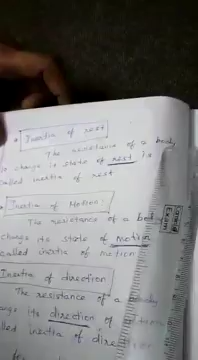 * Inertia of rest
The resistance of a body
to change its state of rest is
called inertia of rest
Inertia of Motion:
The resistance of a body
change its state of motion
called inertia of motion
Inertia of direction
The resistance of a body
its direction of
inertia of